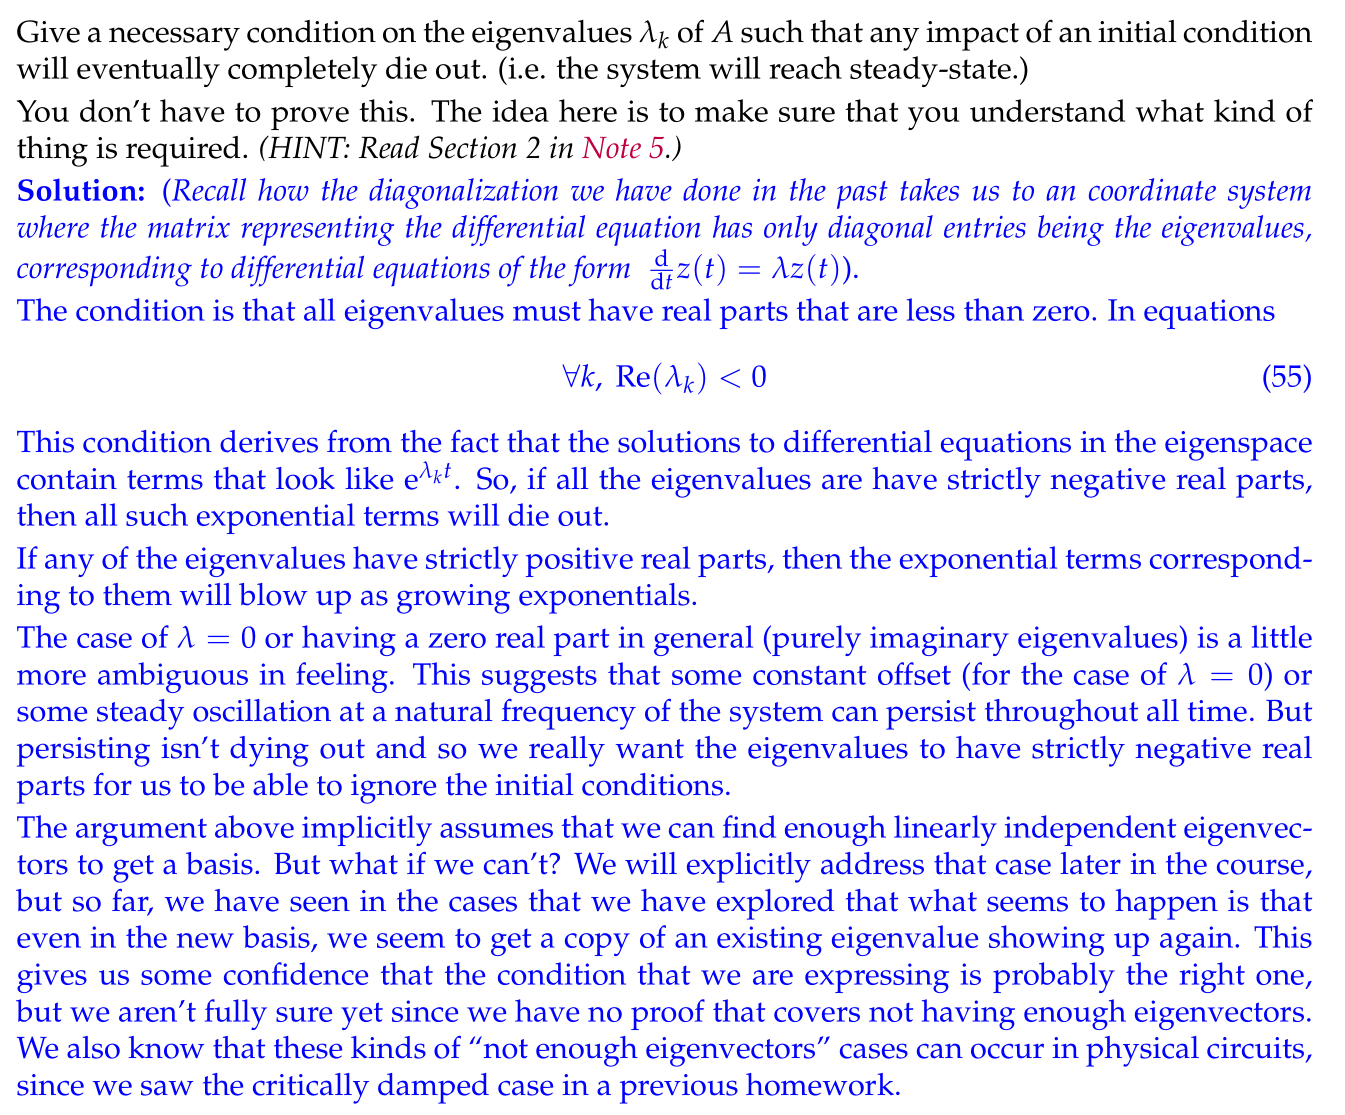 Give a necessary condition on the eigenvalues λₖ of A such that any impact of an initial condition
will eventually completely die out. (i.e. the system will reach steady-state.)
You don't have to prove this. The idea here is to make sure that you understand what kind of
thing is required. (HINT: Read Section 2 in Note 5.)
Solution: (Recall how the diagonalization we have done in the past takes us to an coordinate system
where the matrix representing the differential equation has only diagonal entries being the eigenvalues,
corresponding to differential equations of the form d/dt z(t) = λz(t)).
The condition is that all eigenvalues must have real parts that are less than zero. In equations
∀k, Re(λₖ) < 0 (55)
This condition derives from the fact that the solutions to differential equations in the eigenspace
contain terms that look like e^{λₖt}. So, if all the eigenvalues are have strictly negative real parts,
then all such exponential terms will die out.
If any of the eigenvalues have strictly positive real parts, then the exponential terms correspond-
ing to them will blow up as growing exponentials.
The case of λ = 0 or having a zero real part in general (purely imaginary eigenvalues) is a little
more ambiguous in feeling. This suggests that some constant offset (for the case of λ = 0) or
some steady oscillation at a natural frequency of the system can persist throughout all time. But
persisting isn't dying out and so we really want the eigenvalues to have strictly negative real
parts for us to be able to ignore the initial conditions.
The argument above implicitly assumes that we can find enough linearly independent eigenvec-
tors to get a basis. But what if we can't? We will explicitly address that case later in the course,
but so far, we have seen in the cases that we have explored that what seems to happen is that
even in the new basis, we seem to get a copy of an existing eigenvalue showing up again. This
gives us some confidence that the condition that we are expressing is probably the right one,
but we aren't fully sure yet since we have no proof that covers not having enough eigenvectors.
We also know that these kinds of "not enough eigenvectors" cases can occur in physical circuits,
since we saw the critically damped case in a previous homework.